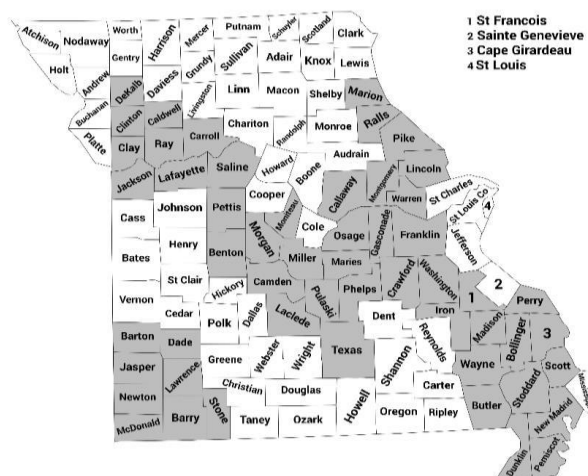 1 St Francois
2 Sainte Genevieve
3 Cape Girardeau
4 St Louis
Atchison
Nodaway
Worth
Harrison
Mercer
Putnam
Schuyler
Scotland
Clark
Holt
Andrew
Gentry
DeKalb
Daviess
Grundy
Sullivan
Adair
Knox
Lewis
Buchanan
Clinton
Caldwell
Livingston
Linn
Macon
Shelby
Marion
Platte
Clay
Ray
Carroll
Chariton
Randolph
Monroe
Ralls
Pike
Jackson
Lafayette
Saline
Howard
Boone
Audrain
Callaway
Montgomery
Lincoln
Warren
St Charles
St Louis Co
4
Cass
Johnson
Pettis
Cooper
Moniteau
Cole
Osage
Gasconade
Franklin
Jefferson
Bates
Henry
Benton
Morgan
Miller
Maries
Crawford
Washington
1
2
Perry
Vernon
St Clair
Hickory
Camden
Pulaski
Phelps
Iron
Madison
Bollinger
3
Cedar
Polk
Dallas
Laclede
Dent
Reynolds
Barton
Dade
Greene
Webster
Wright
Texas
Shannon
Wayne
Scott
Jasper
Lawrence
Christian
Douglas
Howell
Carter
Butler
Stoddard
Newton
McDonald
Barry
Stone
Taney
Ozark
Oregon
Ripley
New Madrid
Dunklin
Pemiscot